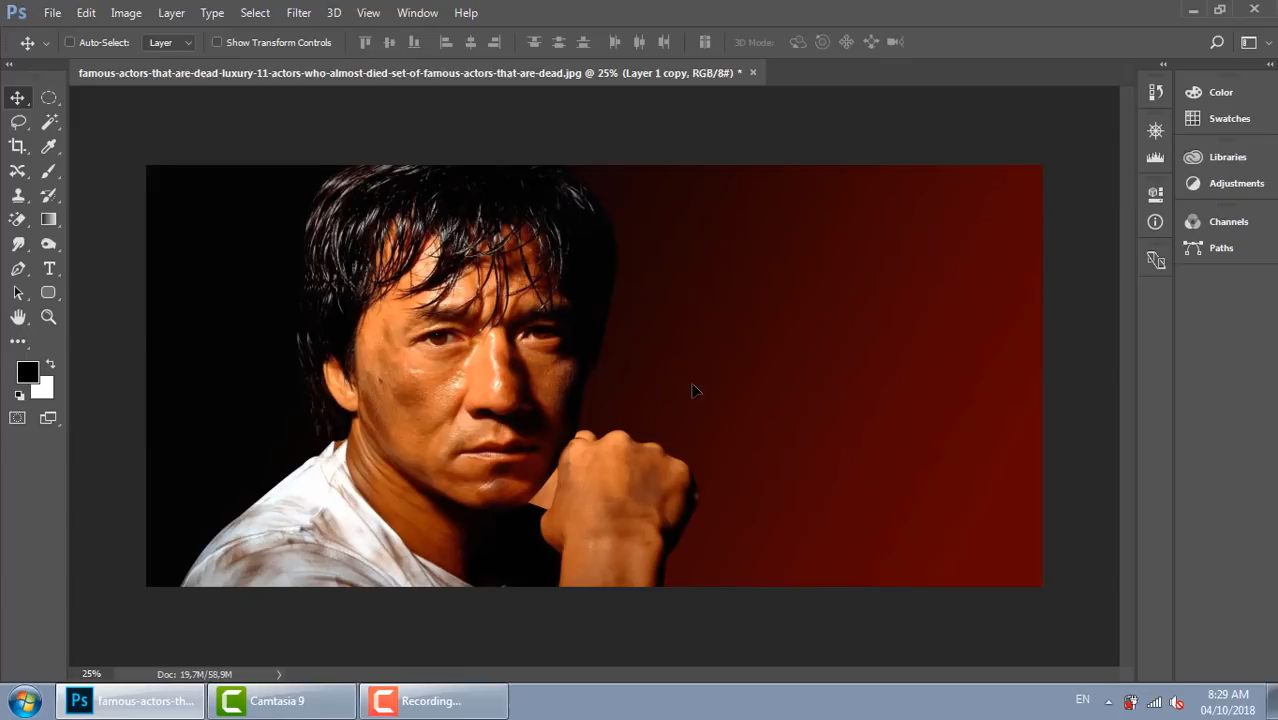 Ps File Edit Image Layer Type Select Filter 3D View Window Help
Auto-Select: Layer Show Transform Controls 3D Mode:
famous-actors-that-are-dead-luxury-11-actors-who-almost-died-set-of-famous-actors-that-are-dead.jpg @ 25% (Layer 1 copy, RGB/8#) *
Color
Swatches
Libraries
Adjustments
Channels
Paths
25% Doc: 19,7M/58,9M
Ps famous-actors-th... Camtasia 9 Recording... EN 8:29 AM
04/10/2018